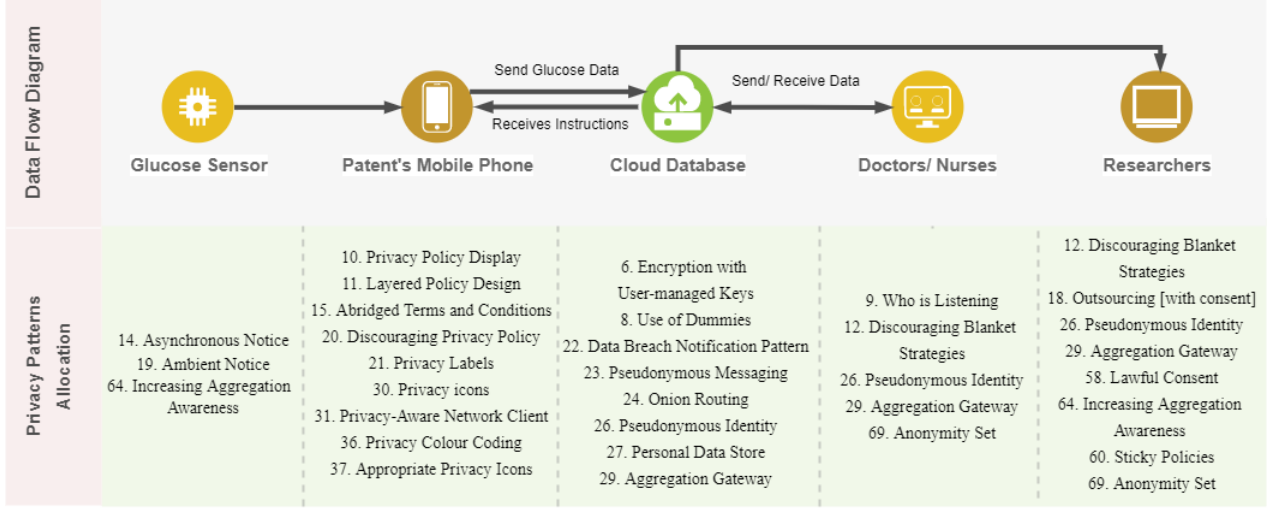 Data Flow Diagram
Send Glucose Data
Receives Instructions
Send/ Receive Data
Glucose Sensor
Patent's Mobile Phone
Cloud Database
Doctors/ Nurses
Researchers
Privacy Patterns
Allocation
14. Asynchronous Notice
19. Ambient Notice
64. Increasing Aggregation
Awareness
10. Privacy Policy Display
11. Layered Policy Design
15. Abridged Terms and Conditions
20. Discouraging Privacy Policy
21. Privacy Labels
30. Privacy icons
31. Privacy-Aware Network Client
36. Privacy Colour Coding
37. Appropriate Privacy Icons
6. Encryption with
User-managed Keys
8. Use of Dummies
22. Data Breach Notification Pattern
23. Pseudonymous Messaging
24. Onion Routing
26. Pseudonymous Identity
27. Personal Data Store
29. Aggregation Gateway
9. Who is Listening
12. Discouraging Blanket
Strategies
26. Pseudonymous Identity
29. Aggregation Gateway
69. Anonymity Set
12. Discouraging Blanket
Strategies
18. Outsourcing [with consent]
26. Pseudonymous Identity
29. Aggregation Gateway
58. Lawful Consent
64. Increasing Aggregation
Awareness
60. Sticky Policies
69. Anonymity Set